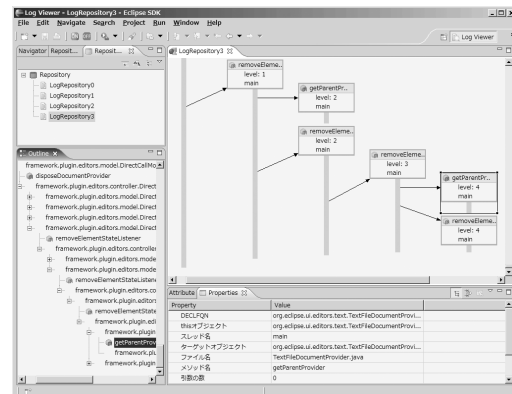 Log Viewer - LogRepository3 - Eclipse SDK
File Edit Navigate Search Project Run Window Help
Log Viewer
Navigator Reposit... Reposit...
Repository
LogRepository0
LogRepository1
LogRepository2
LogRepository3
LogRepository3
removeEleme..
level: 1
main
getParentPr..
level: 2
main
removeEleme..
level: 2
main
removeEleme..
level: 3
main
getParentPr..
level: 4
main
removeEleme..
level: 4
main
Outline
framework.plugin.editors.model.DirectCallMo
disposeDocumentProvider
framework.plugin.editors.controller.Direct
framework.plugin.editors.model.Direct
framework.plugin.editors.model.Direct
framework.plugin.editors.model.Direct
framework.plugin.editors.model.Direct
removeElementStateListener
framework.plugin.editors.controller
framework.plugin.editors.mode
framework.plugin.editors.mode
removeElementStateListene
framework.plugin.editors.co
framework.plugin.editors
removeElementState
framework.plugin.edi
framework.plugin
getParentProv
framework.plu
framework.plugin
Attribute Properties
Property Value
DECLFQN org.eclipse.ui.editors.text.TextFileDocumentProvi...
thisオブジェクト org.eclipse.ui.editors.text.TextFileDocumentProvi...
スレッド名 main
ターゲットオブジェクト org.eclipse.ui.editors.text.TextFileDocumentProvi...
ファイル名 TextFileDocumentProvider.java
メソッド名 getParentProvider
引数の数 0